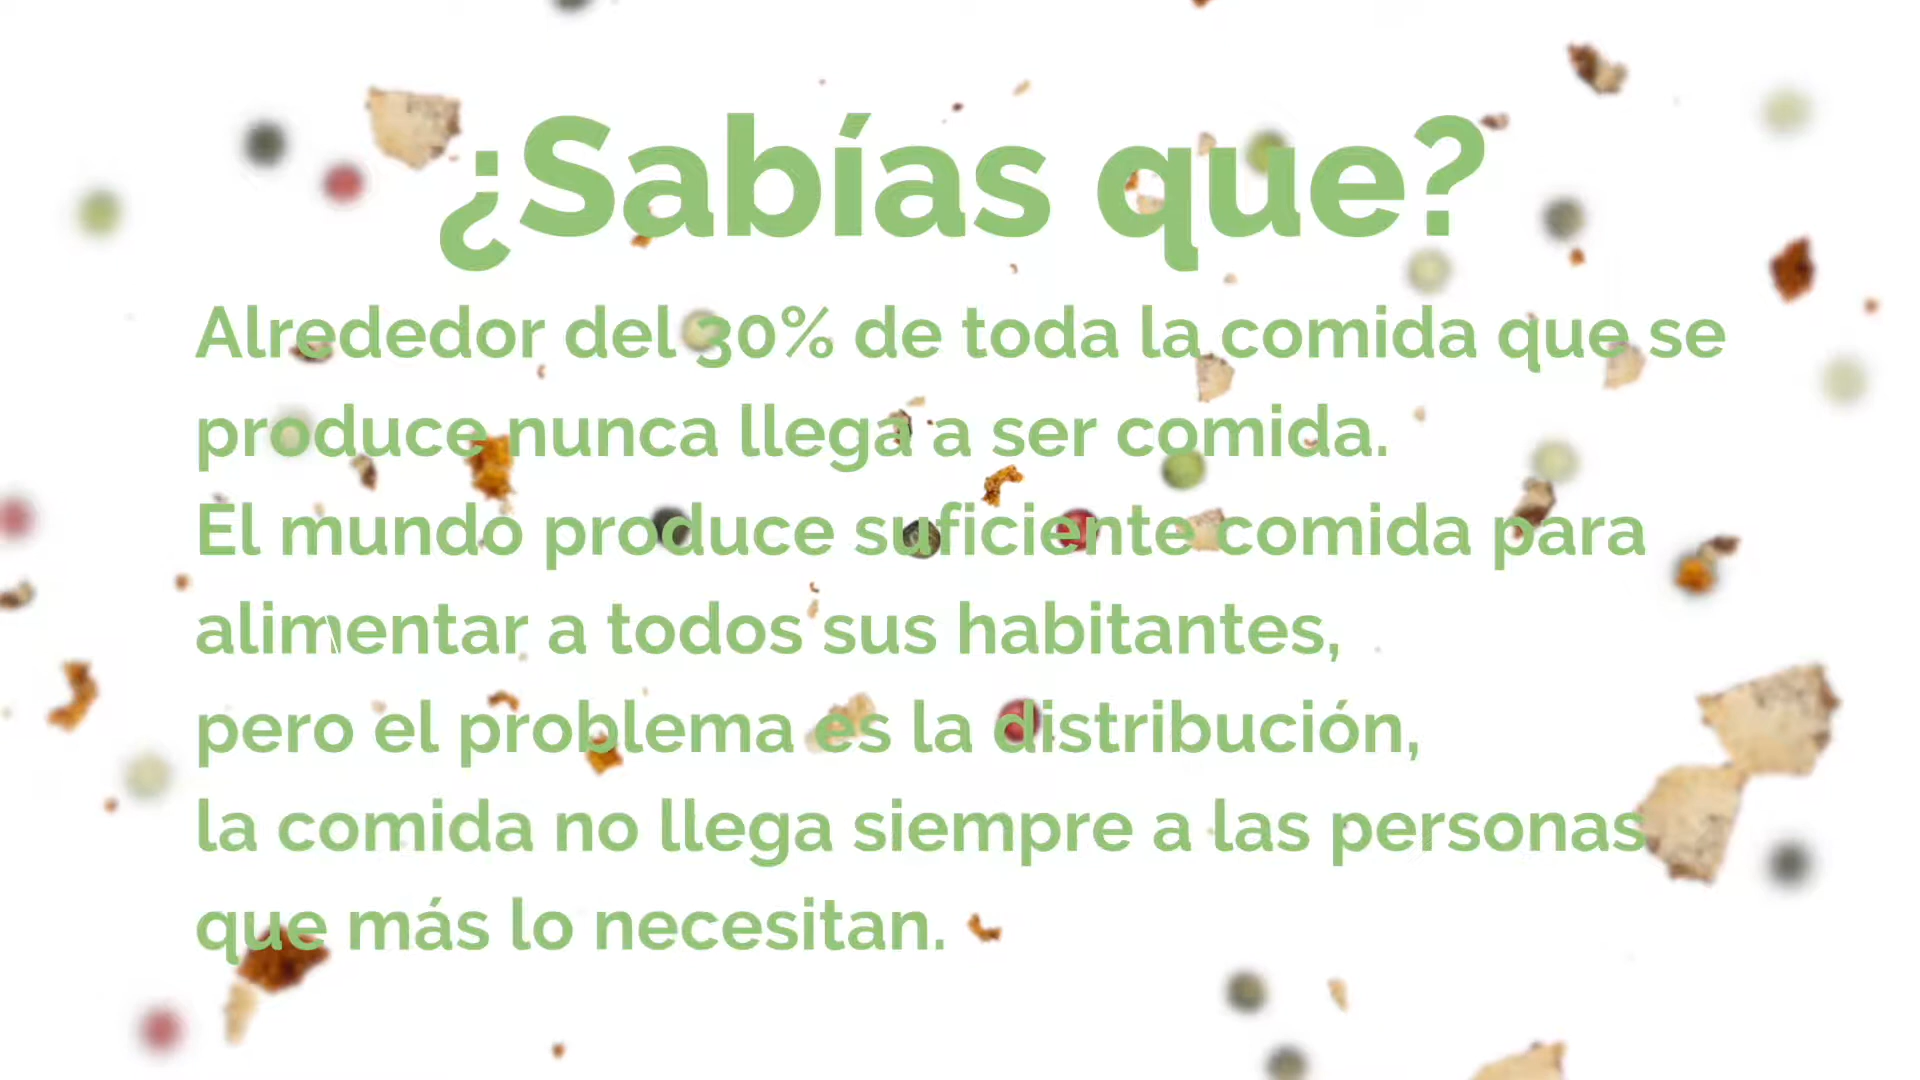 ¿Sabías que?
Alrededor del 30% de toda la comida que se
produce nunca llega a ser comida.
El mundo produce suficiente comida para
alimentar a todos sus habitantes,
pero el problema es la distribución,
la comida no llega siempre a las personas
que más lo necesitan.